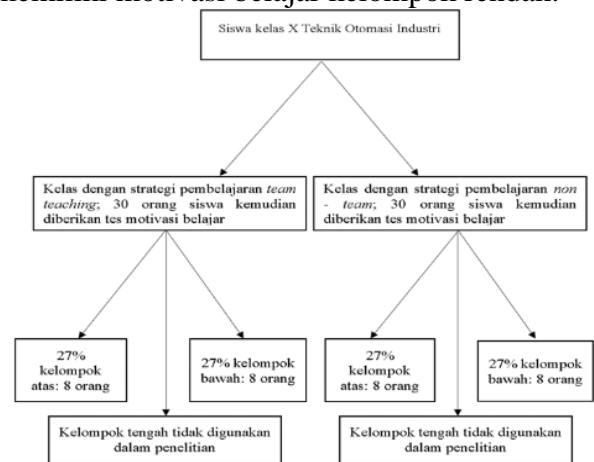 memiliki motivasi belajar kelompok rendah.
Siswa kelas X Teknik Otomasi Industri
Kelas dengan strategi pembelajaran team
teaching; 30 orang siswa kemudian
diberikan tes motivasi belajar
Kelas dengan strategi pembelajaran non
- team; 30 orang siswa kemudian
diberikan tes motivasi belajar
27%
kelompok
atas: 8 orang
27% kelompok
bawah: 8 orang
27%
kelompok
atas: 8 orang
27% kelompok
bawah: 8 orang
Kelompok tengah tidak digunakan
dalam penelitian
Kelompok tengah tidak digunakan
dalam penelitian